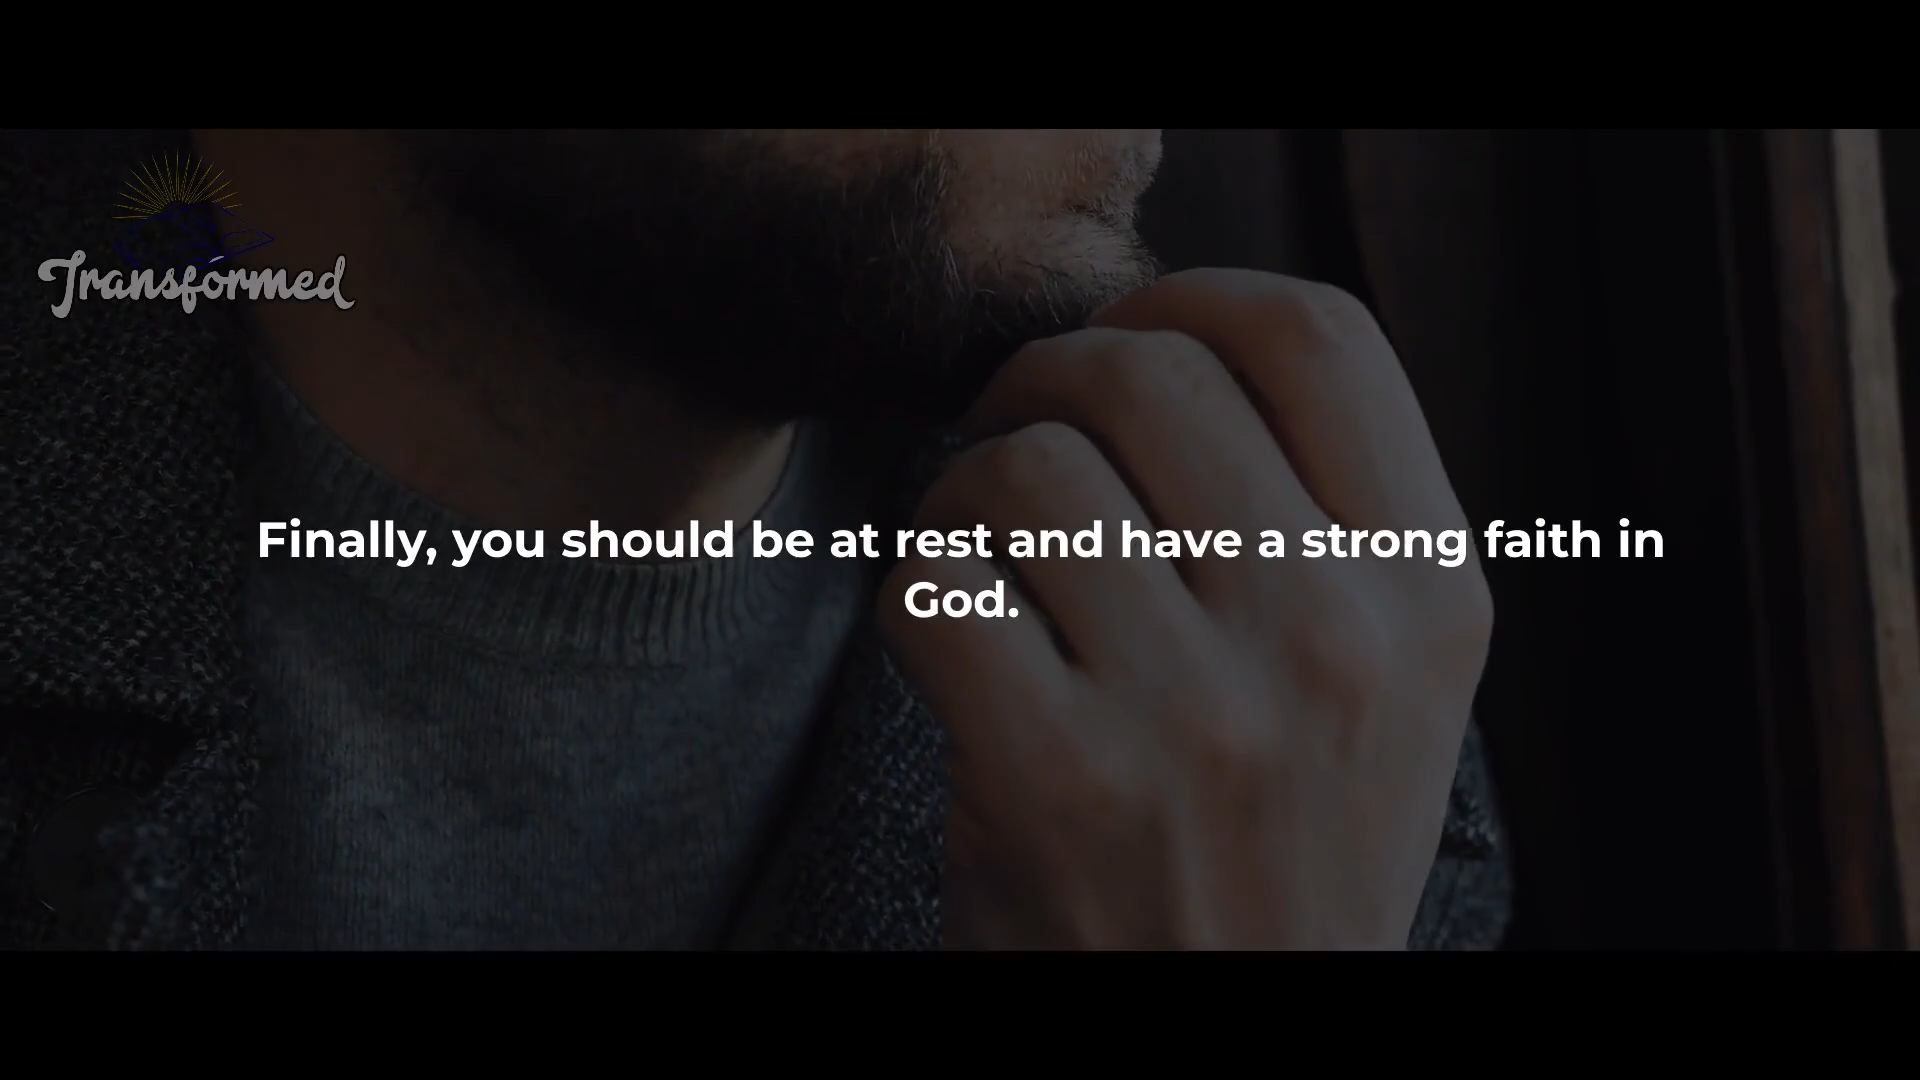 Transformed
Finally, you should be at rest and have a strong faith in
God.